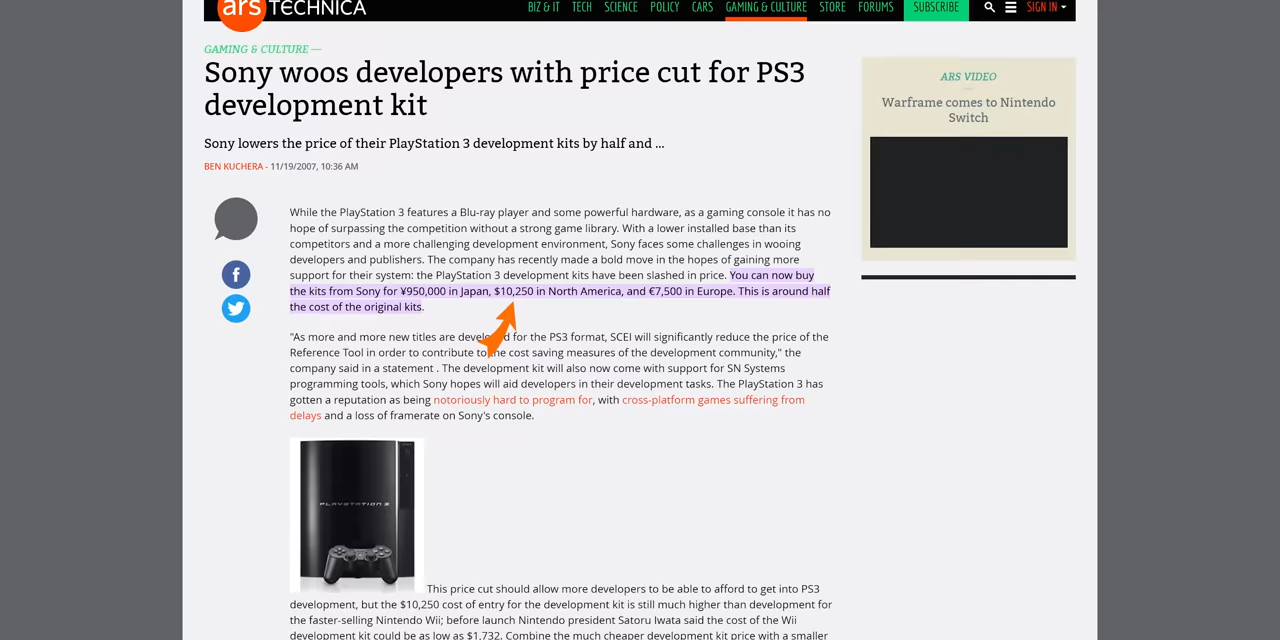 ars TECHNICA
BIZ & IT TECH SCIENCE POLICY CARS GAMING & CULTURE STORE FORUMS SUBSCRIBE SIGN IN
GAMING & CULTURE —
Sony woos developers with price cut for PS3
development kit
Sony lowers the price of their PlayStation 3 development kits by half and ...
BEN KUCHERA - 11/19/2007, 10:36 AM
ARS VIDEO
Warframe comes to Nintendo
Switch
While the PlayStation 3 features a Blu-ray player and some powerful hardware, as a gaming console it has no
hope of surpassing the competition without a strong game library. With a lower installed base than its
competitors and a more challenging development environment, Sony faces some challenges in wooing
developers and publishers. The company has recently made a bold move in the hopes of gaining more
support for their system: the PlayStation 3 development kits have been slashed in price. You can now buy
the kits from Sony for ¥950,000 in Japan, $10,250 in North America, and €7,500 in Europe. This is around half
the cost of the original kits.
"As more and more new titles are developed for the PS3 format, SCEI will significantly reduce the price of the
Reference Tool in order to contribute to the cost saving measures of the development community," the
company said in a statement . The development kit will also now come with support for SN Systems
programming tools, which Sony hopes will aid developers in their development tasks. The PlayStation 3 has
gotten a reputation as being notoriously hard to program for, with cross-platform games suffering from
delays and a loss of framerate on Sony's console.
PLAYSTATION 3
This price cut should allow more developers to be able to afford to get into PS3
development, but the $10,250 cost of entry for the development kit is still much higher than development for
the faster-selling Nintendo Wii; before launch Nintendo president Satoru Iwata said the cost of the Wii
development kit could be as low as $1,732. Combine the much cheaper development kit price with a smaller